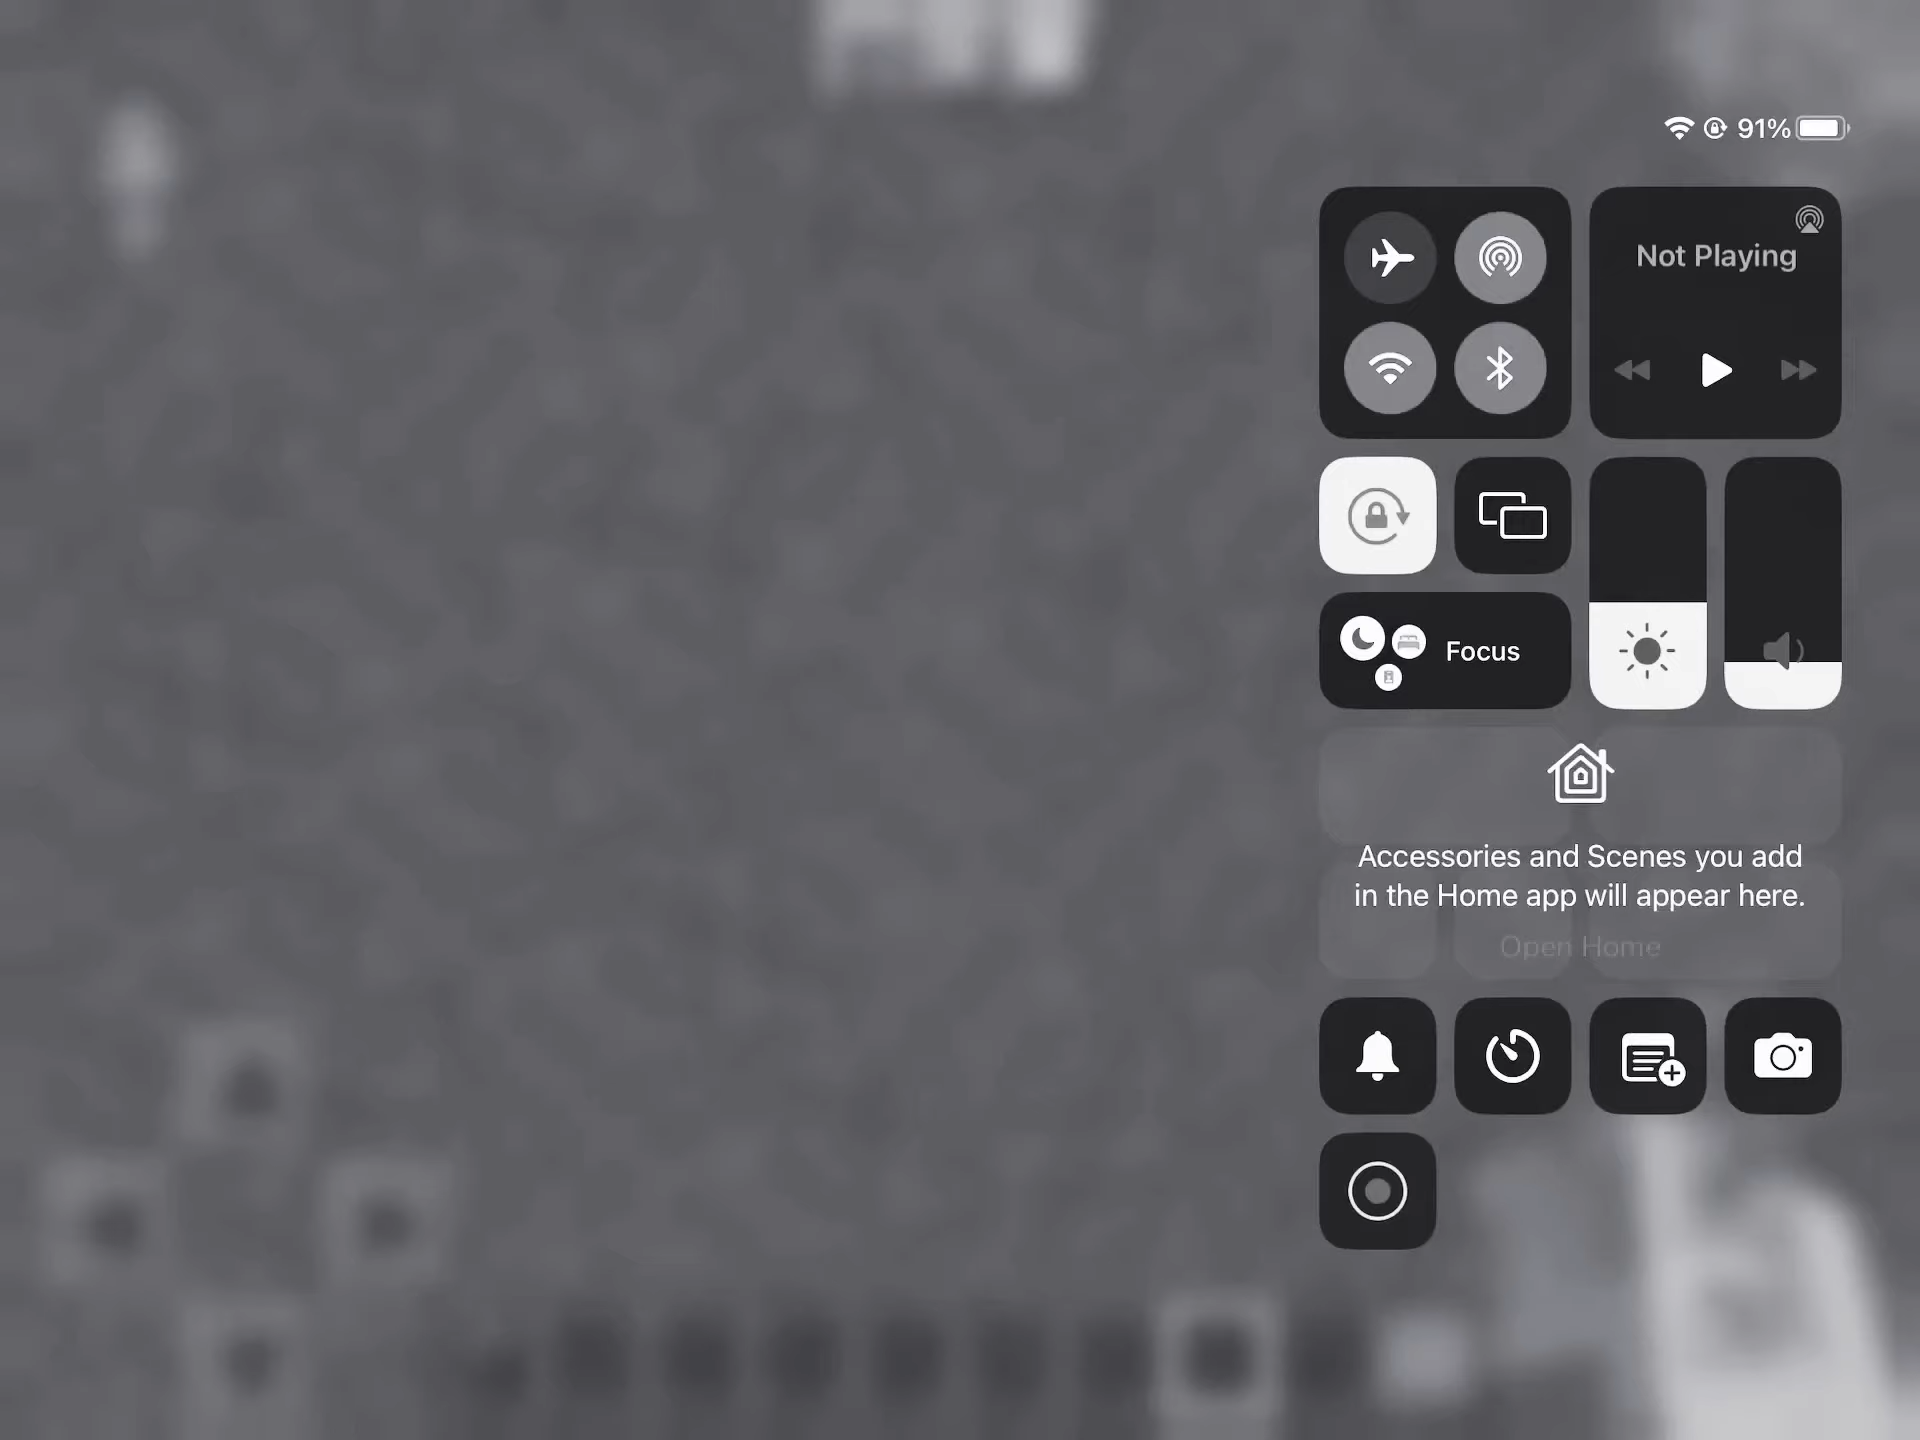 91%
Not Playing
Focus
Accessories and Scenes you add
in the Home app will appear here.
Open Home